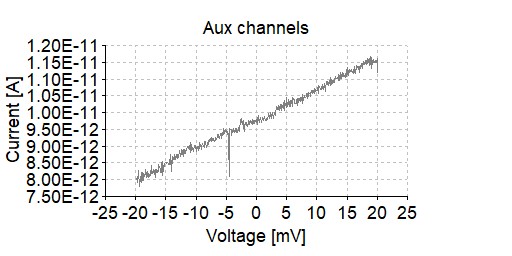 Aux channels
1.20E-11
1.15E-11
1.10E-11
1.05E-11
1.00E-11
9.50E-12
9.00E-12
8.50E-12
8.00E-12
7.50E-12
Current [A]
-25 -20 -15 -10 -5 0 5 10 15 20 25
Voltage [mV]